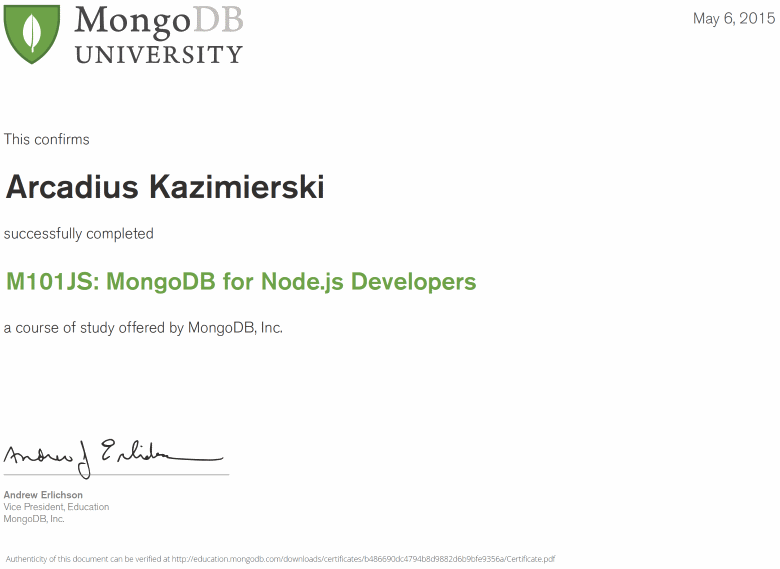 MongoDB
UNIVERSITY
May 6, 2015
This confirms
Arcadius Kazimierski
successfully completed
M101JS: MongoDB for Node.js Developers
a course of study offered by MongoDB, Inc.
Andrew J Erlichson
Andrew Erlichson
Vice President, Education
MongoDB, Inc.
Authenticity of this document can be verified at http://education.mongodb.com/downloads/certificates/b486690dc4794b8d9882d6b9bfe9356a/Certificate.pdf